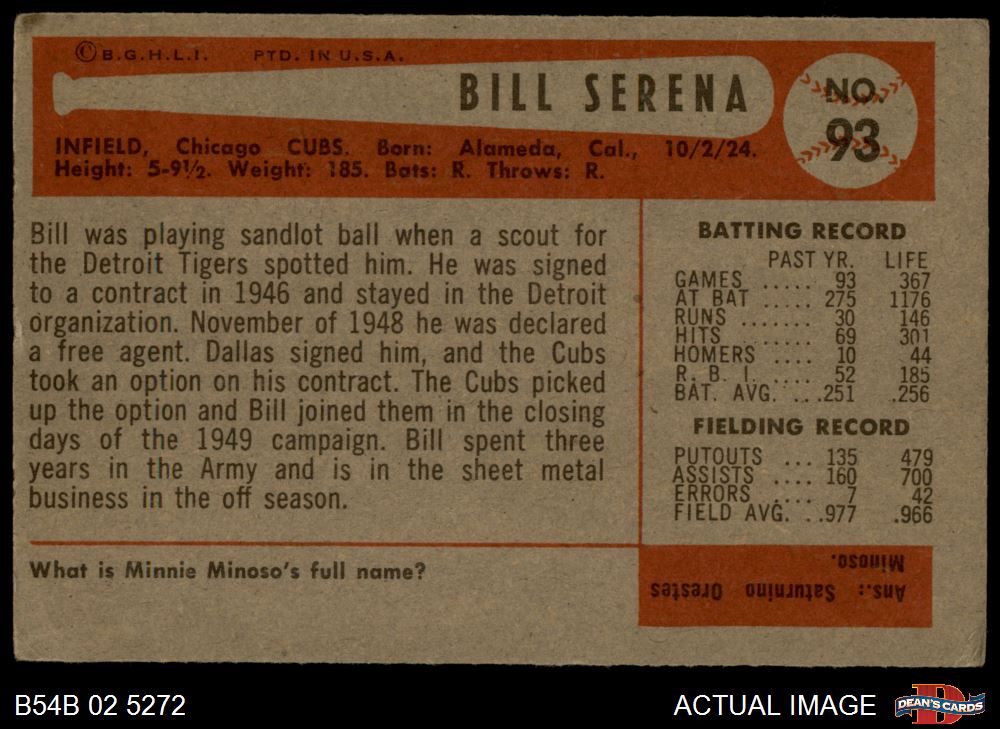 ©B.G.H.L.I. PTD. IN U.S.A.
BILL SERENA
NO.
93
INFIELD, Chicago CUBS. Born: Alameda, Cal., 10/2/24.
Height: 5-9½. Weight: 185. Bats: R. Throws: R.
Bill was playing sandlot ball when a scout for
the Detroit Tigers spotted him. He was signed
to a contract in 1946 and stayed in the Detroit
organization. November of 1948 he was declared
a free agent. Dallas signed him, and the Cubs
took an option on his contract. The Cubs picked
up the option and Bill joined them in the closing
days of the 1949 campaign. Bill spent three
years in the Army and is in the sheet metal
business in the off season.
BATTING RECORD
PAST YR. LIFE
GAMES ..... 93 367
AT BAT ..... 275 1176
RUNS ....... 30 146
HITS ....... 69 301
HOMERS .... 10 44
R. B. I. .... 52 185
BAT. AVG. ...251 .256
FIELDING RECORD
PUTOUTS ... 135 479
ASSISTS .... 160 700
ERRORS .... 7 42
FIELD AVG. ..977 .966
What is Minnie Minoso's full name?
Ans.: Saturnino Orestes
Minoso.
B54B 02 5272
ACTUAL IMAGE
D
DEAN'S CARDS